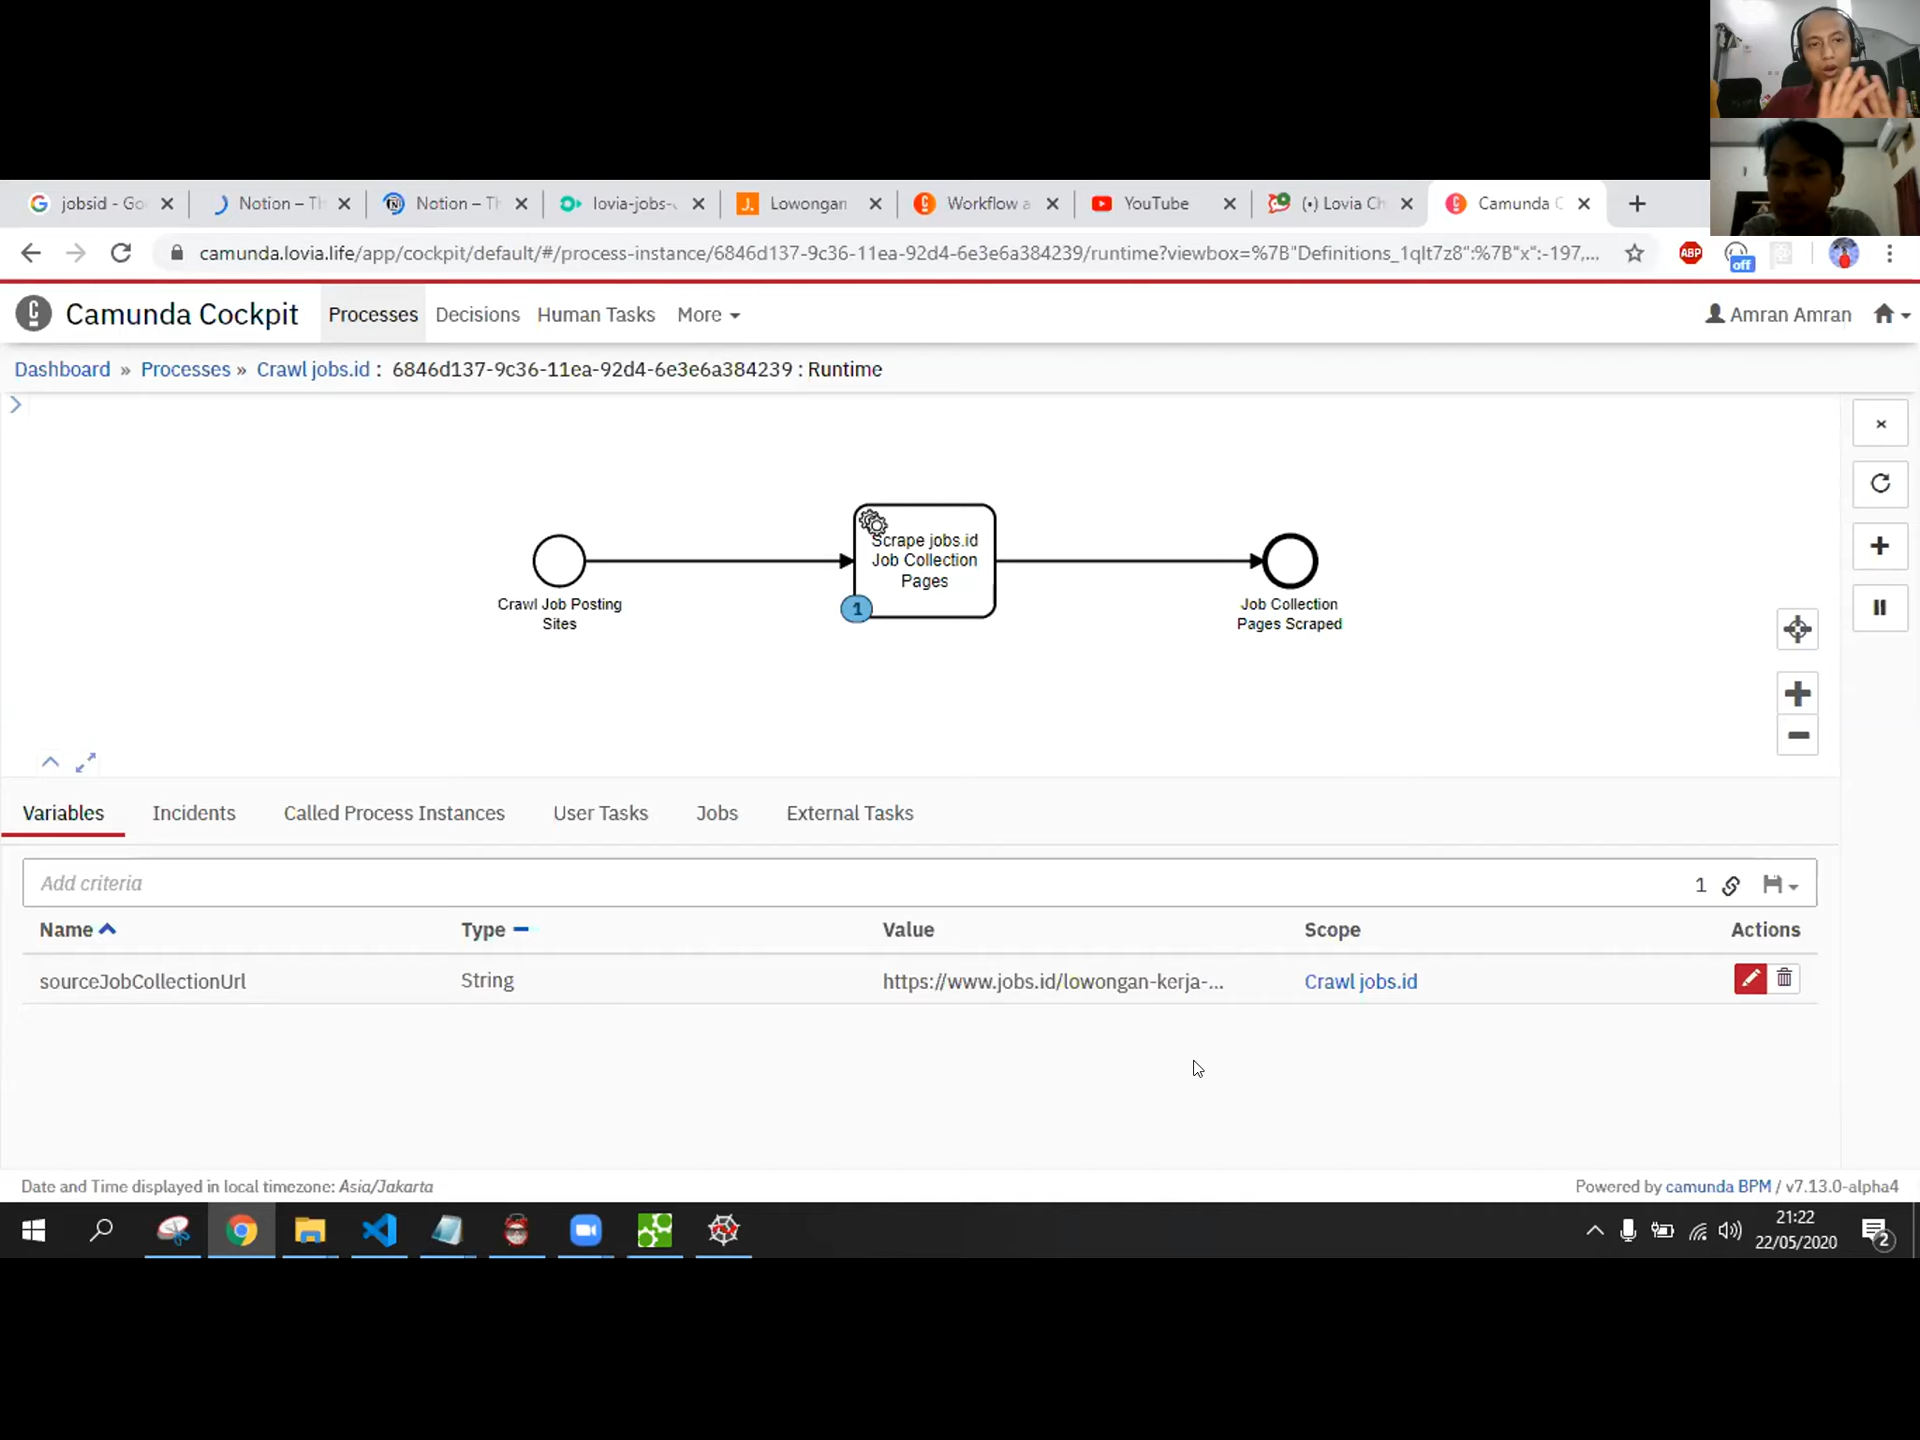 jobsid - Go
Notion – Th
Notion – Th
lovia-jobs-
Lowongan
Workflow a
YouTube
(•) Lovia Ch
Camunda C
camunda.lovia.life/app/cockpit/default/#/process-instance/6846d137-9c36-11ea-92d4-6e3e6a384239/runtime?viewbox=%7B"Definitions_1qlt7z8":%7B"x":-197,...
ABP
off
Camunda Cockpit
Processes
Decisions
Human Tasks
More
Amran Amran
Dashboard » Processes » Crawl jobs.id : 6846d137-9c36-11ea-92d4-6e3e6a384239 : Runtime
Scrape jobs.id
Job Collection
Pages
1
Crawl Job Posting
Sites
Job Collection
Pages Scraped
Variables
Incidents
Called Process Instances
User Tasks
Jobs
External Tasks
Add criteria
1
Name
Type
Value
Scope
Actions
sourceJobCollectionUrl
String
https://www.jobs.id/lowongan-kerja-...
Crawl jobs.id
Date and Time displayed in local timezone: Asia/Jakarta
Powered by camunda BPM / v7.13.0-alpha4
21:22
22/05/2020
2